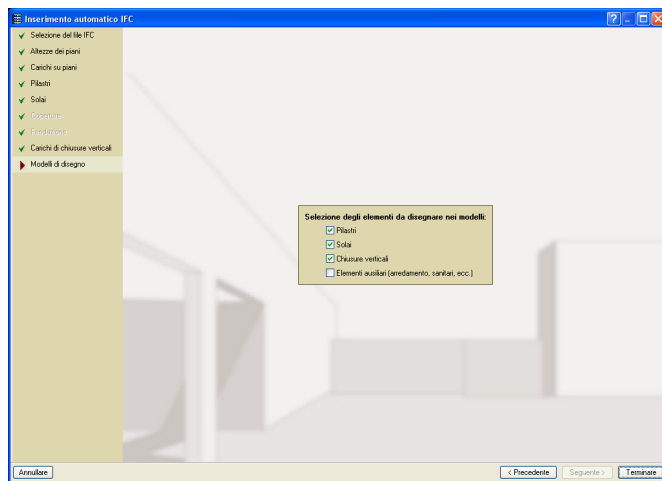 Inserimento automatico IFC
Selezione del file IFC
Altezze dei piani
Carichi su piani
Pilastri
Solai
Coperture
Fondazione
Carichi di chiusure verticali
Modelli di disegno
Selezione degli elementi da disegnare nei modelli:
Pilastri
Solai
Chiusure verticali
Elementi ausiliari (arredamento, sanitari, ecc.)
Annullare
< Precedente
Seguente >
Terminare